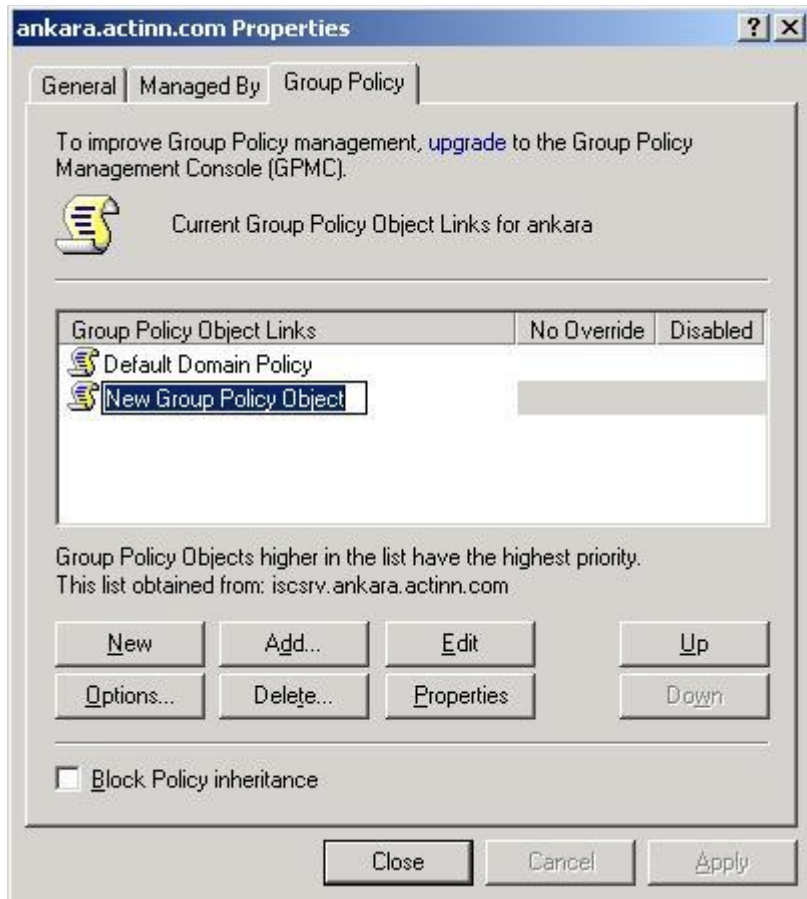 ankara.actinn.com Properties
General Managed By Group Policy
To improve Group Policy management, upgrade to the Group Policy
Management Console (GPMC).
Current Group Policy Object Links for ankara
Group Policy Object Links No Override Disabled
Default Domain Policy
New Group Policy Object
Group Policy Objects higher in the list have the highest priority.
This list obtained from: iscsrv.ankara.actinn.com
New Add... Edit Up
Options... Delete... Properties Down
Block Policy inheritance
Close Cancel Apply